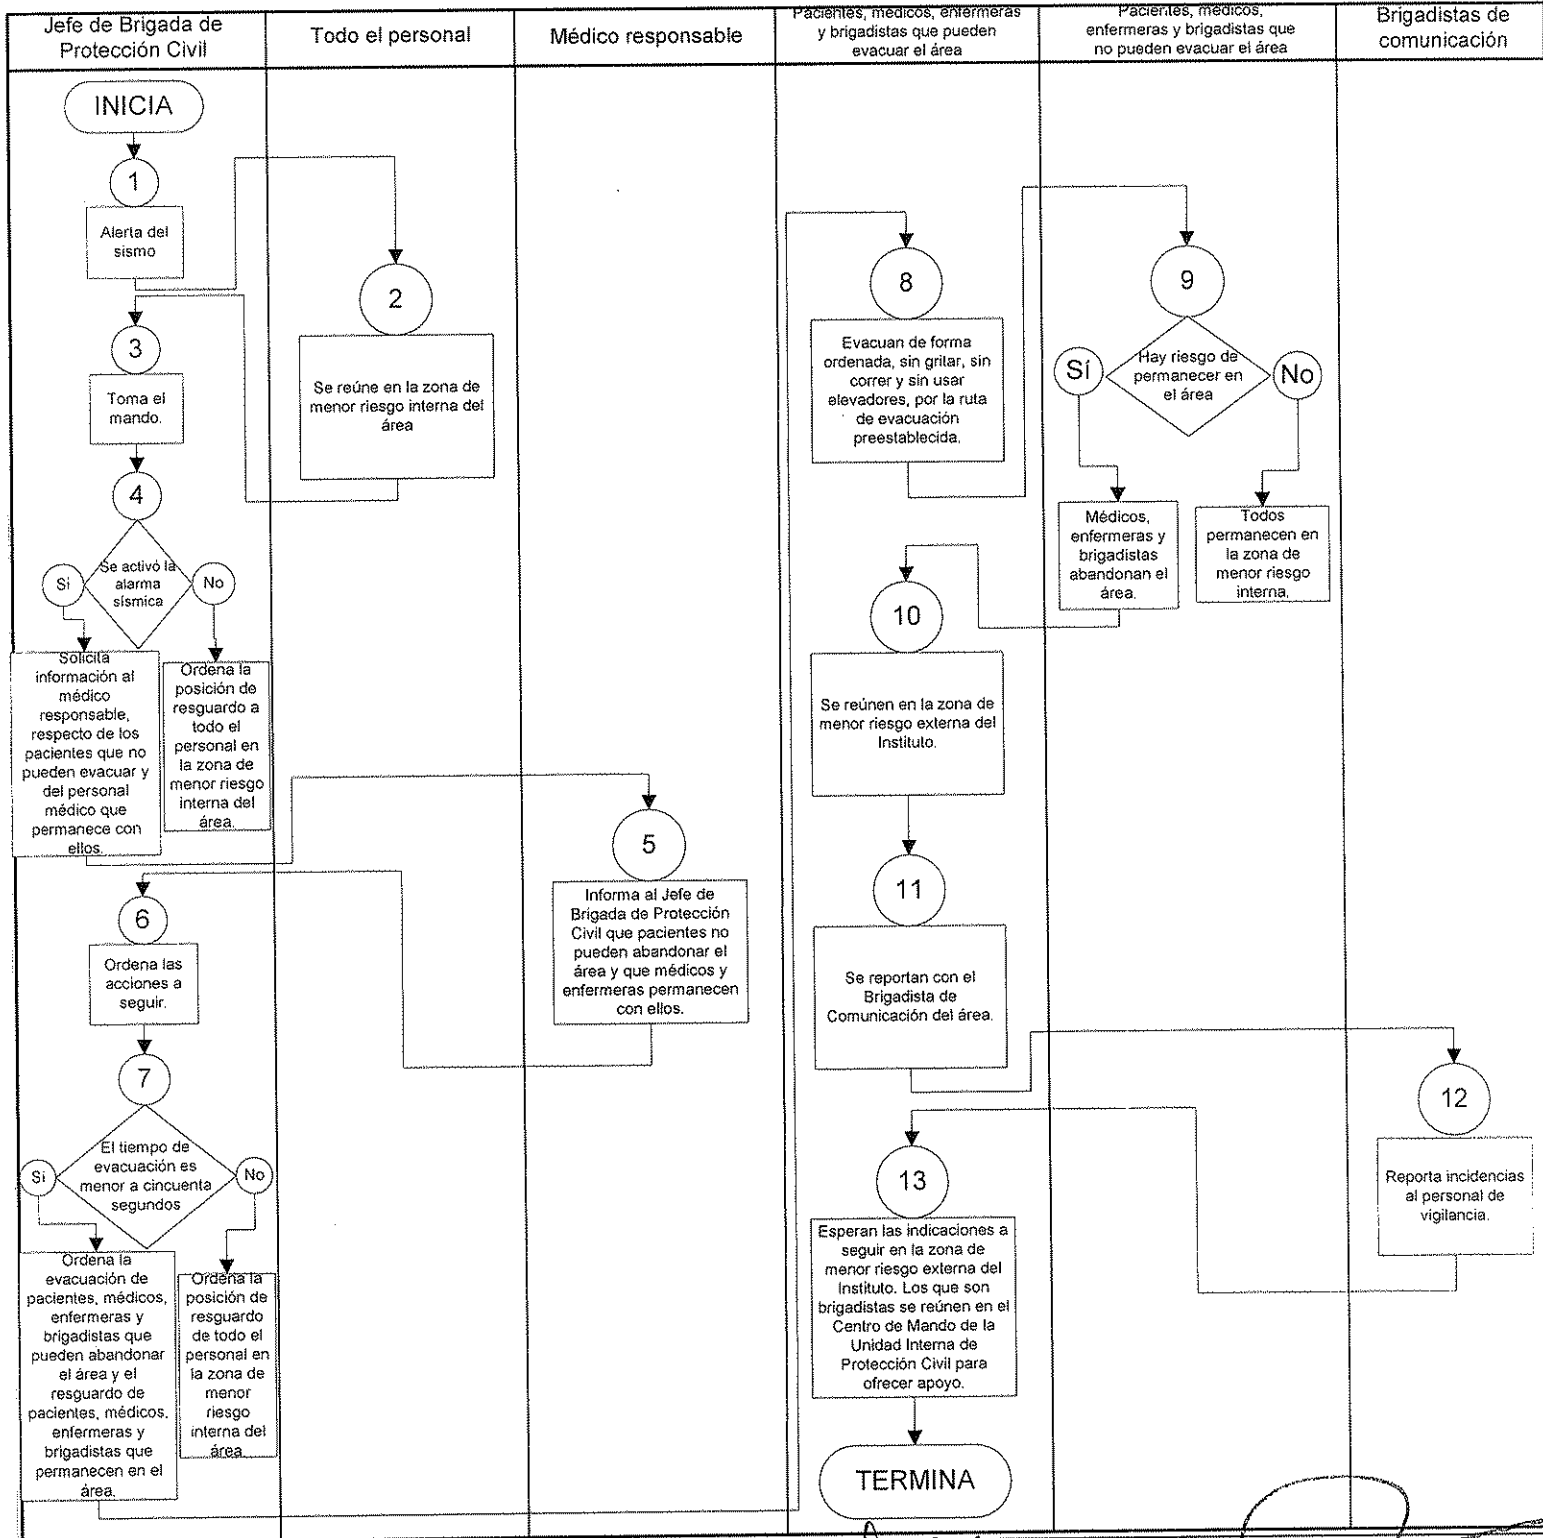 Jefe de Brigada de
Protección Civil
Todo el personal
Médico responsable
Pacientes, médicos, enfermeras
y brigadistas que pueden
evacuar el área
Pacientes, médicos,
enfermeras y brigadistas que
no pueden evacuar el área
Brigadistas de
comunicación
INICIA
1
Alerta del
sismo
2
Se reúne en la zona de
menor riesgo interna del
área
3
Toma el
mando.
4
Se activó la
alarma
sísmica
Sí
No
Solicita
información al
médico
responsable,
respecto de los
pacientes que no
pueden evacuar y
del personal
médico que
permanece con
ellos.
Ordena la
posición de
resguardo a
todo el
personal en
la zona de
menor riesgo
interna del
área.
5
Informa al Jefe de
Brigada de Protección
Civil que pacientes no
pueden abandonar el
área y que médicos y
enfermeras permanecen
con ellos.
6
Ordena las
acciones a
seguir.
7
El tiempo de
evacuación es
menor a cincuenta
segundos
Sí
No
Ordena la
evacuación de
pacientes, médicos,
enfermeras y
brigadistas que
pueden abandonar
el área y el
resguardo de
pacientes, médicos,
enfermeras y
brigadistas que
permanecen en el
área.
Ordena la
posición de
resguardo
de todo el
personal en
la zona de
menor
riesgo
interna del
área
8
Evacuan de forma
ordenada, sin gritar, sin
correr y sin usar
elevadores, por la ruta
de evacuación
preestablecida.
9
Hay riesgo de
permanecer en
el área
Sí
No
Médicos,
enfermeras y
brigadistas
abandonan el
área.
Todos
permanecen en
la zona de
menor riesgo
interna.
10
Se reúnen en la zona de
menor riesgo externa del
Instituto.
11
Se reportan con el
Brigadista de
Comunicación del área.
12
Reporta incidencias
al personal de
vigilancia.
13
Esperan las indicaciones a
seguir en la zona de
menor riesgo externa del
Instituto. Los que son
brigadistas se reúnen en el
Centro de Mando de la
Unidad Interna de
Protección Civil para
ofrecer apoyo.
TERMINA